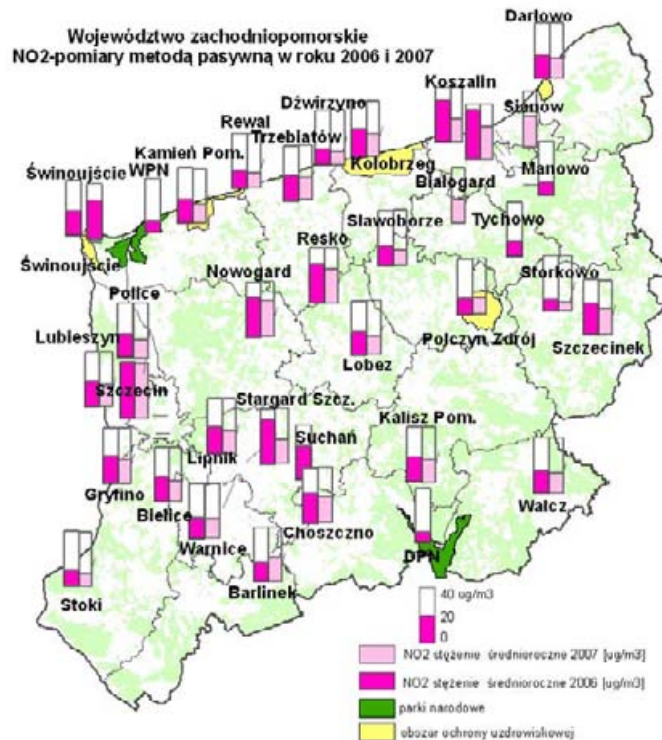 Województwo zachodniopomorskie
NO2-pomiary metodą pasywną w roku 2006 i 2007
Darłowo
Koszalin
Sianów
Dźwirzyno
Rewal
Trzebiatów
Kamień Pom.
WPN
Świnoujście
Kołobrzeg
Białogard
Manowo
Sławoborze
Tychowo
Świnoujście
Resko
Nowogard
Police
Storkowo
Lubieszyn
Połczyn Zdrój
Szczecinek
Łobez
Szczecin
Stargard Szcz.
Kalisz Pom.
Suchań
Lipnik
Gryfino
Bielice
Wałcz
Choszczno
Warnice
DPN
Barlinek
Stoki
40 ug/m3
20
0
NO2 stężenie średnioroczne 2007 [ug/m3]
NO2 stężenie średnioroczne 2006 [ug/m3]
parki narodowe
obszar ochrony uzdrowiskowej